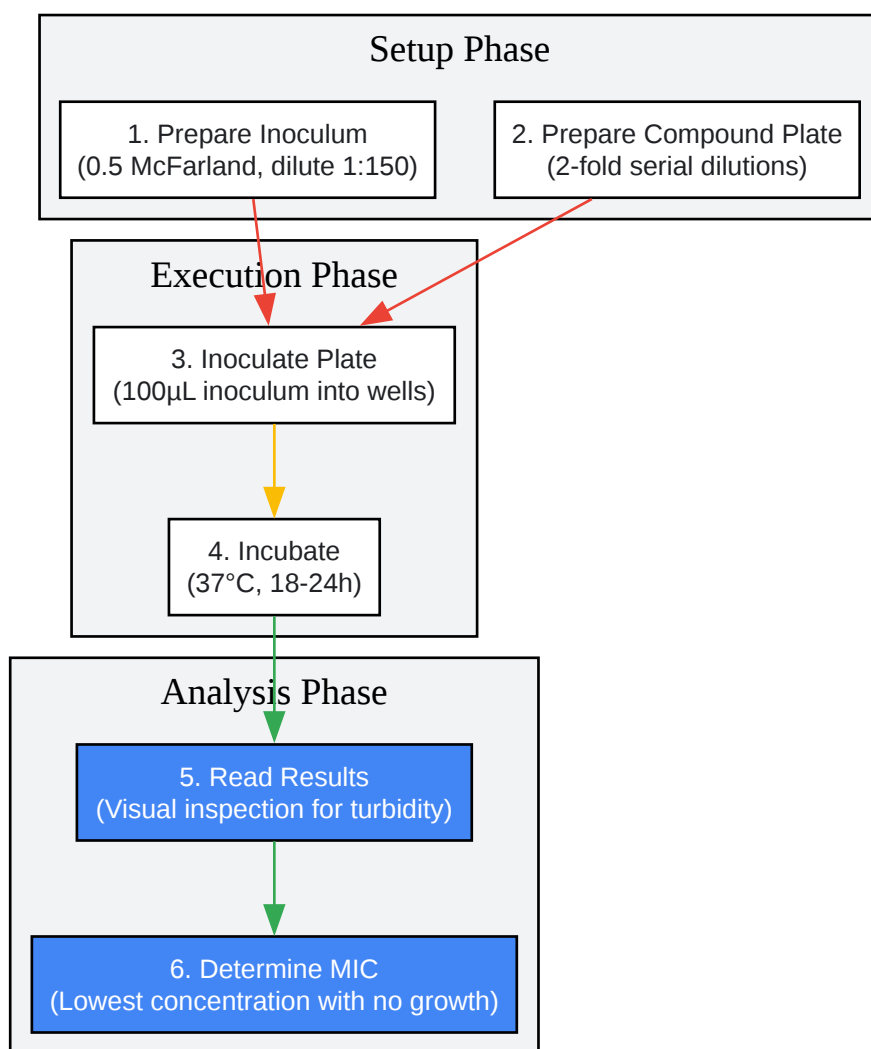 Setup Phase
1. Prepare Inoculum
(0.5 McFarland, dilute 1:150)
2. Prepare Compound Plate
(2-fold serial dilutions)
Execution Phase
3. Inoculate Plate
(100µL inoculum into wells)
4. Incubate
(37°C, 18-24h)
Analysis Phase
5. Read Results
(Visual inspection for turbidity)
6. Determine MIC
(Lowest concentration with no growth)